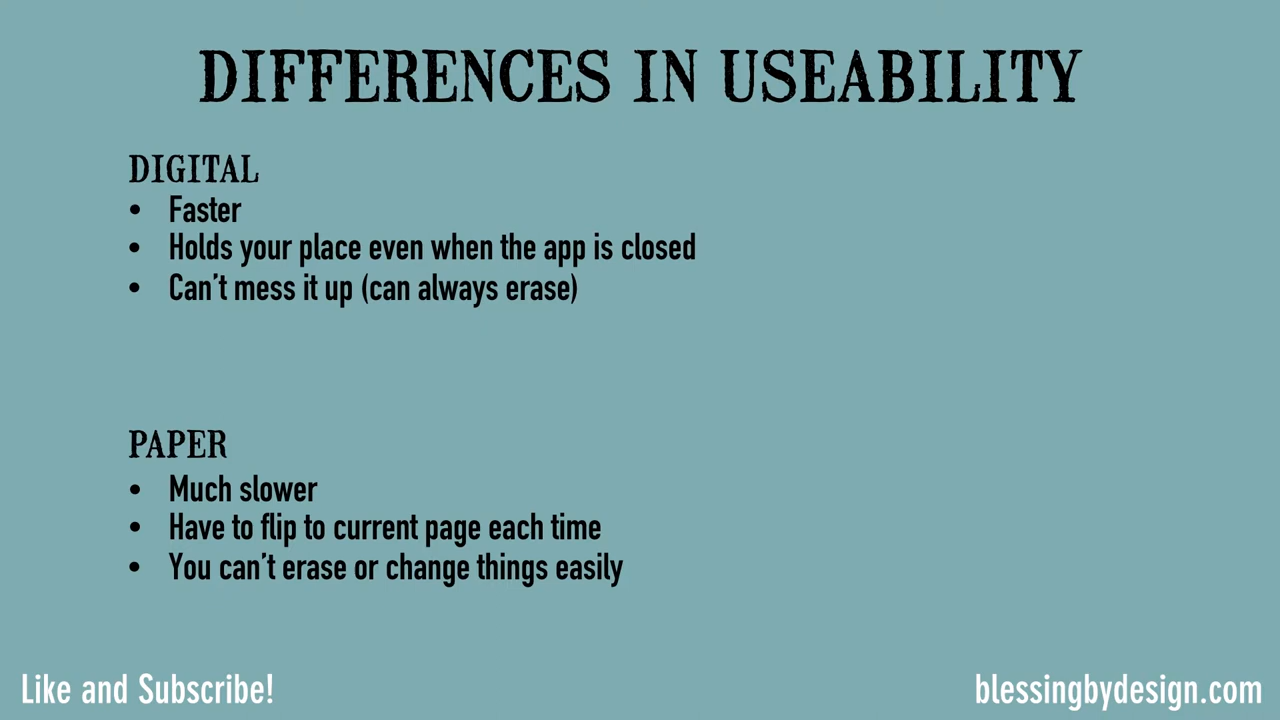 DIFFERENCES IN USEABILITY
DIGITAL
• Faster
• Holds your place even when the app is closed
• Can't mess it up (can always erase)
PAPER
• Much slower
• Have to flip to current page each time
• You can't erase or change things easily
Like and Subscribe!
blessingbydesign.com